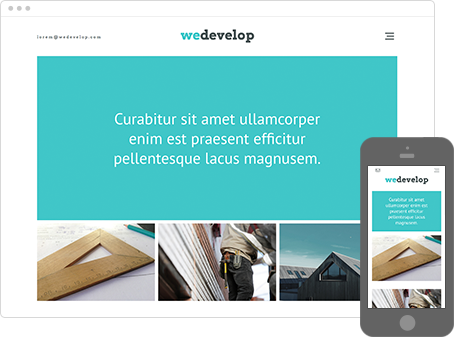 lorem@wedevelop.com
wedevelop
Curabitur sit amet ullamcorper
enim est praesent efficitur
pellentesque lacus magnusem.
wedevelop
Curabitur sit amet
ullamcorper enim est
praesent efficitur
pellentesque lacus
magnusem.